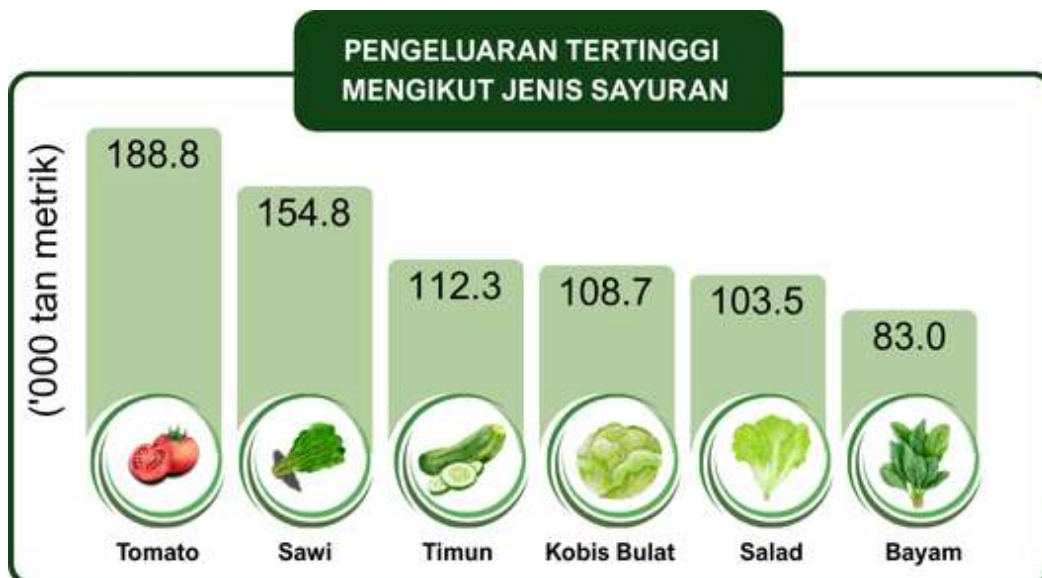 PENGELUARAN TERTINGGI
MENGIKUT JENIS SAYURAN
('000 tan metrik)
188.8
154.8
112.3
108.7
103.5
83.0
Tomato
Sawi
Timun
Kobis Bulat
Salad
Bayam